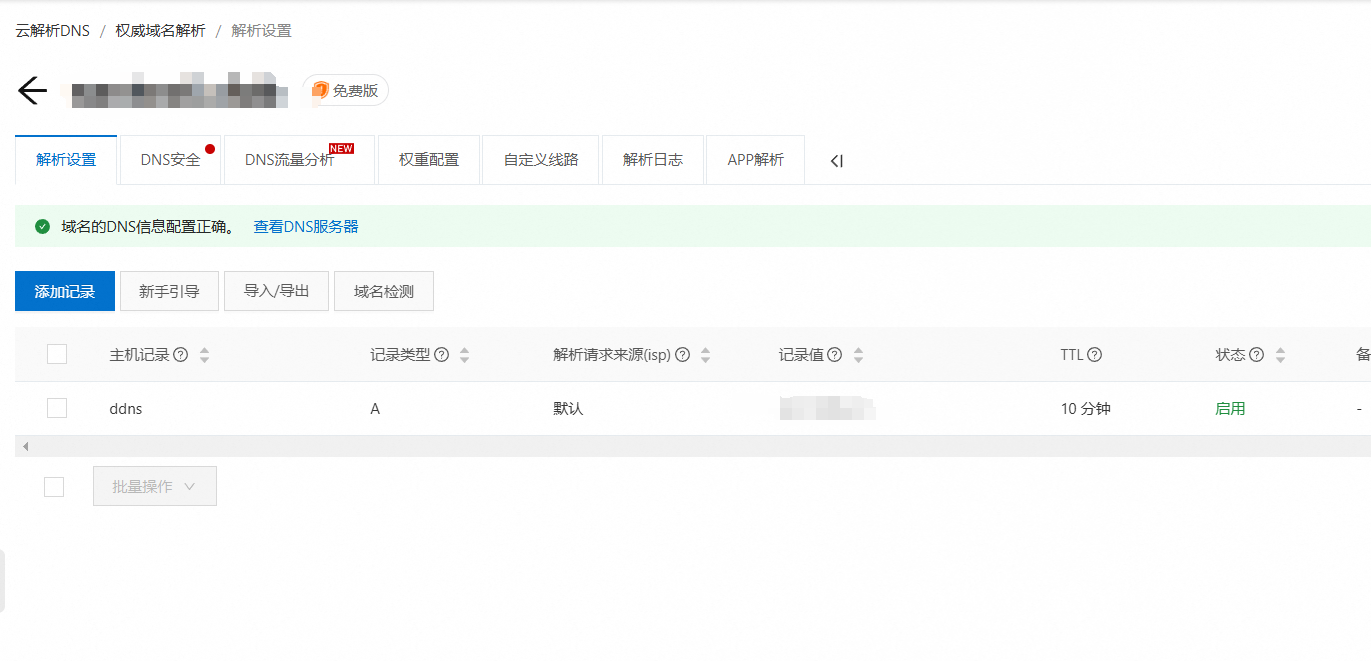 云解析DNS / 权威域名解析 / 解析设置
免费版
解析设置 DNS安全 DNS流量分析 NEW 权重配置 自定义线路 解析日志 APP解析
域名的DNS信息配置正确。 查看DNS服务器
添加记录 新手引导 导入/导出 域名检测
主机记录 记录类型 解析请求来源(isp) 记录值 TTL 状态 备
ddns A 默认 10 分钟 启用 -
批量操作